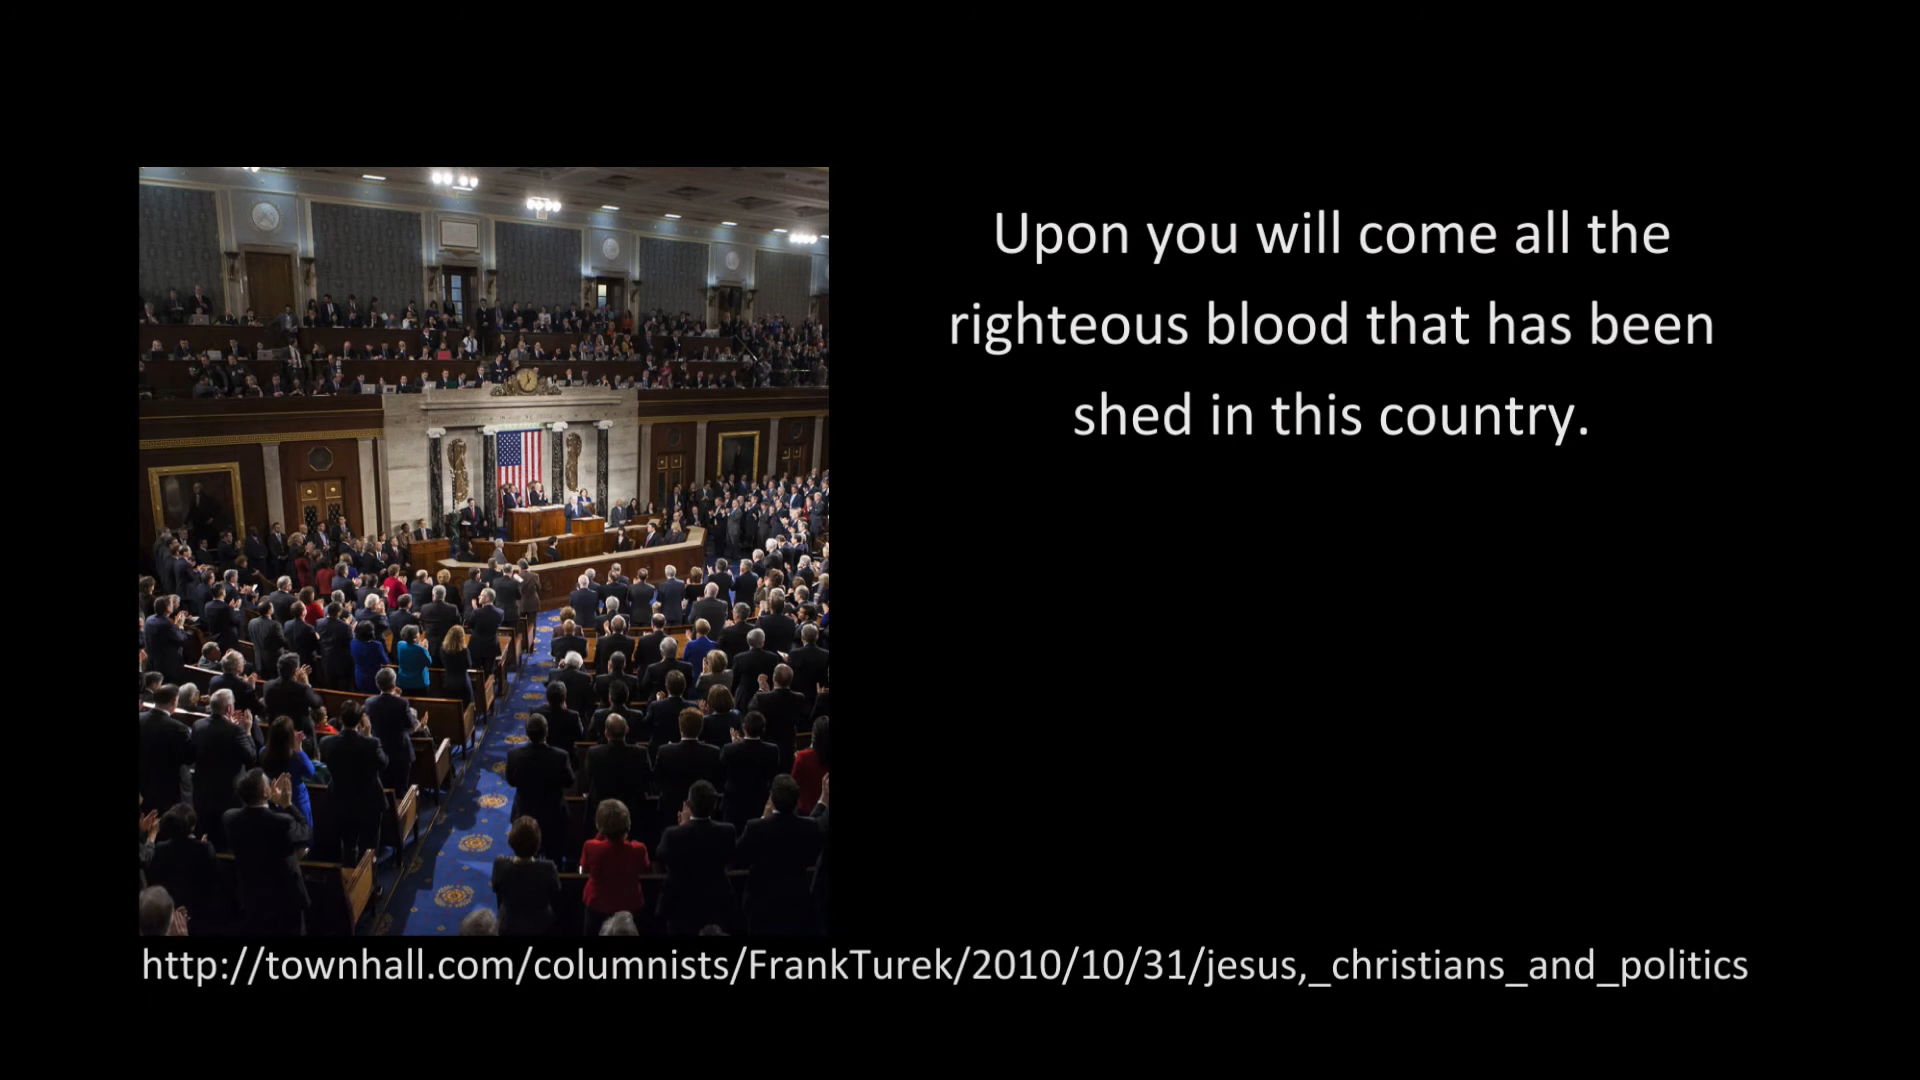 Upon you will come all the
righteous blood that has been
shed in this country.
http://townhall.com/columnists/FrankTurek/2010/10/31/jesus,_christians_and_politics